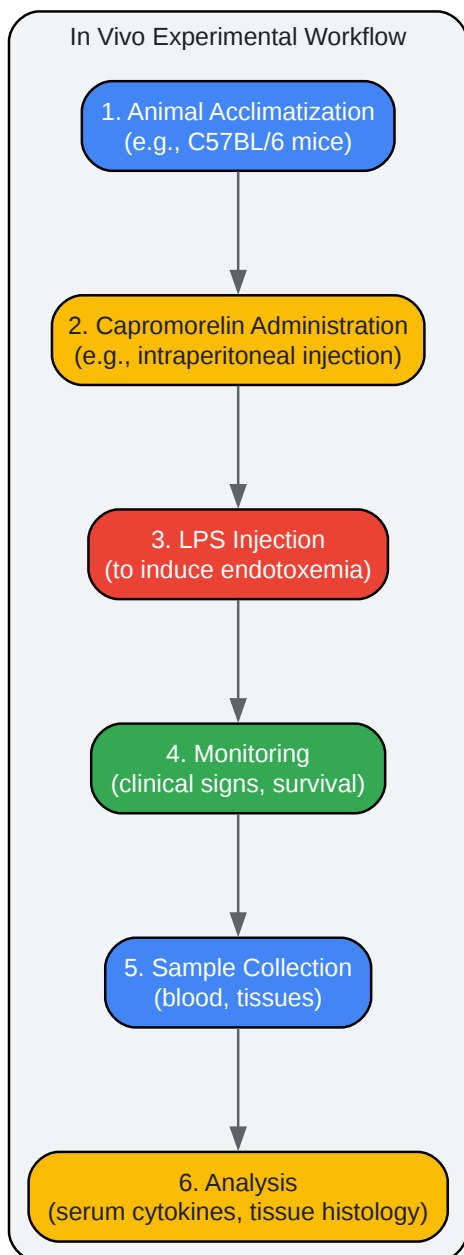 In Vivo Experimental Workflow
1. Animal Acclimatization
(e.g., C57BL/6 mice)
2. Capromorelin Administration
(e.g., intraperitoneal injection)
3. LPS Injection
(to induce endotoxemia)
4. Monitoring
(clinical signs, survival)
5. Sample Collection
(blood, tissues)
6. Analysis
(serum cytokines, tissue histology)